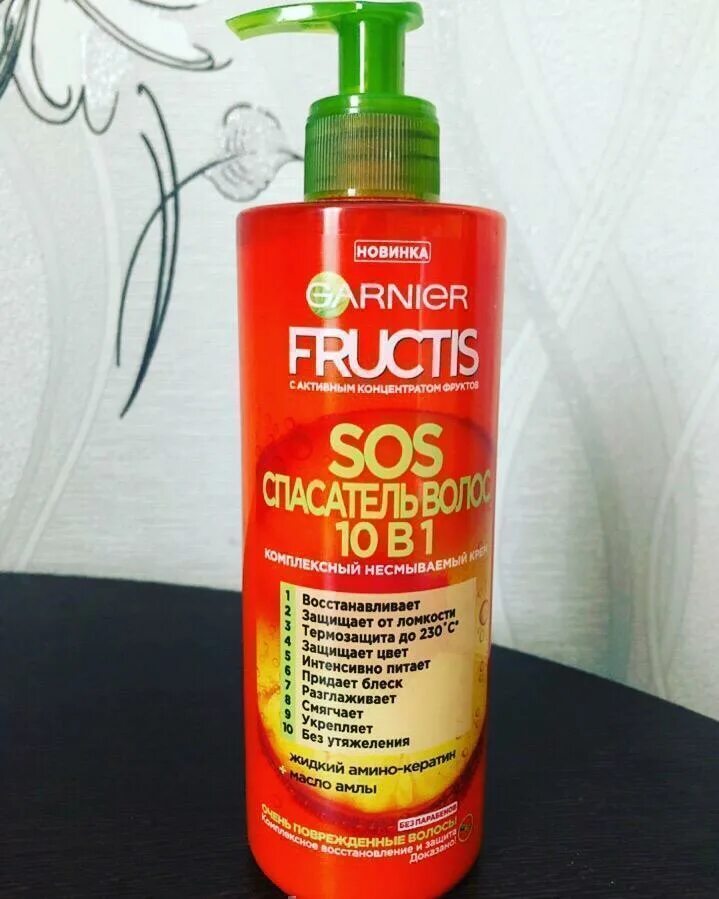 НОВИНКА
GARNIER
FRUCTIS
С АКТИВНЫМ КОНЦЕНТРАТОМ ФРУКТОВ
SOS
СПАСАТЕЛЬ ВОЛОС
10 В 1
КОМПЛЕКСНЫЙ НЕСМЫВАЕМЫЙ КРЕМ
1 Восстанавливает
2 Защищает от ломкости
3 Термозащита до 230°C*
4 Защищает цвет
5 Интенсивно питает
6 Придает блеск
7 Разглаживает
8 Смягчает
9 Укрепляет
10 Без утяжеления
жидкий амино-кератин
+ масло амлы
БЕЗ ПАРАБЕНОВ
ОЧЕНЬ ПОВРЕЖДЕННЫЕ ВОЛОСЫ
Комплексное восстановление и защита
Доказано!